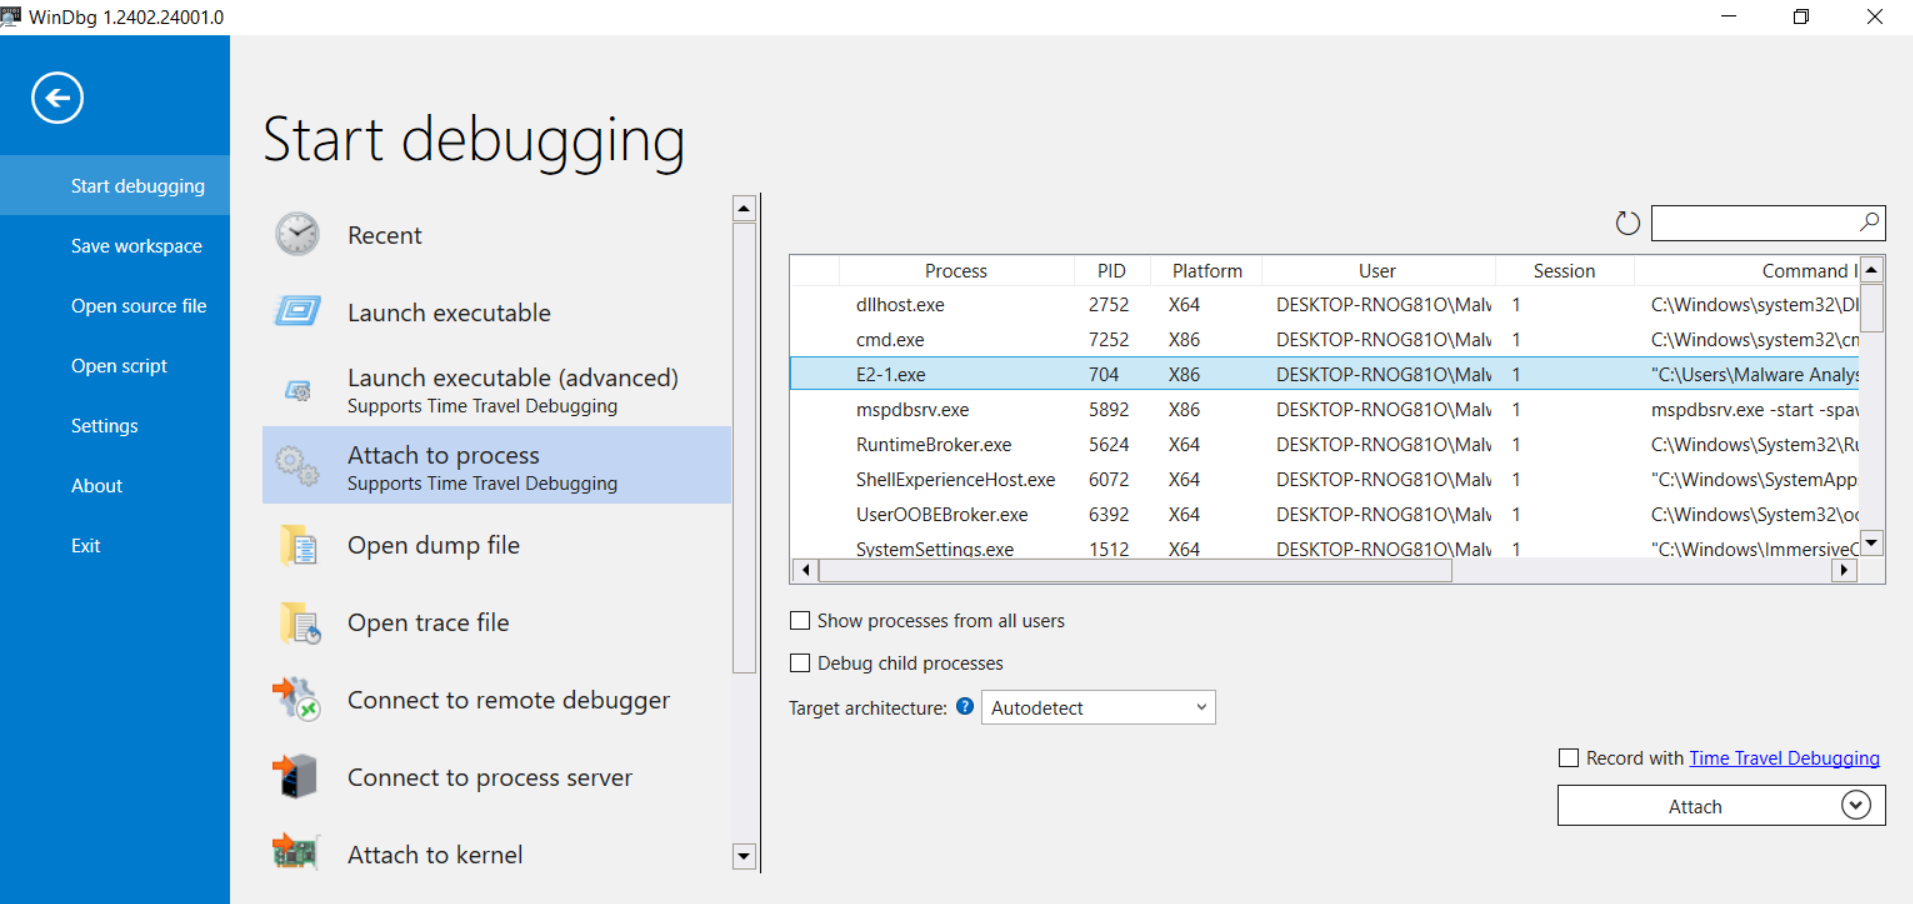 WinDbg 1.2402.24001.0
Start debugging
Save workspace
Open source file
Open script
Settings
About
Exit
Start debugging
Recent
Launch executable
Launch executable (advanced)
Supports Time Travel Debugging
Attach to process
Supports Time Travel Debugging
Open dump file
Open trace file
Connect to remote debugger
Connect to process server
Attach to kernel
Process PID Platform User Session Command l
dllhost.exe 2752 X64 DESKTOP-RNOG81O\Malv 1 C:\Windows\system32\Dl
cmd.exe 7252 X86 DESKTOP-RNOG81O\Malv 1 C:\Windows\system32\cm
E2-1.exe 704 X86 DESKTOP-RNOG81O\Malv 1 "C:\Users\Malware Analys
mspdbsrv.exe 5892 X86 DESKTOP-RNOG81O\Malv 1 mspdbsrv.exe -start -spaw
RuntimeBroker.exe 5624 X64 DESKTOP-RNOG81O\Malv 1 C:\Windows\System32\Ru
ShellExperienceHost.exe 6072 X64 DESKTOP-RNOG81O\Malv 1 "C:\Windows\SystemApp
UserOOBEBroker.exe 6392 X64 DESKTOP-RNOG81O\Malv 1 C:\Windows\System32\oo
SystemSettings.exe 1512 X64 DESKTOP-RNOG81O\Malv 1 "C:\Windows\ImmersiveC
Show processes from all users
Debug child processes
Target architecture: ? Autodetect
Record with Time Travel Debugging
Attach